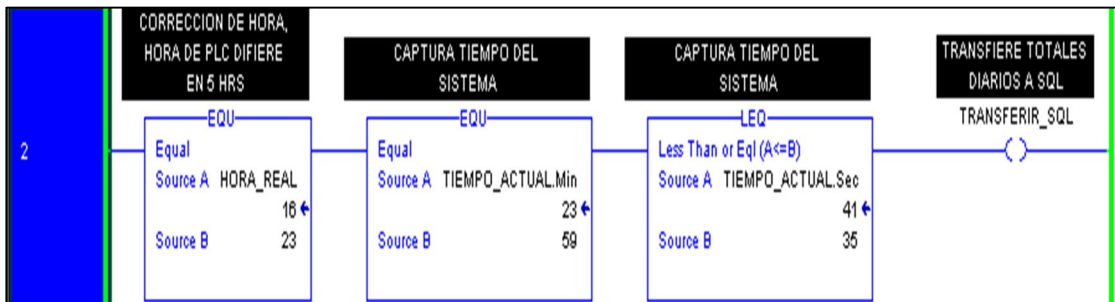 CORRECCION DE HORA,
HORA DE PLC DIFIERE
EN 5 HRS
CAPTURA TIEMPO DEL
SISTEMA
CAPTURA TIEMPO DEL
SISTEMA
TRANSFIERE TOTALES
DIARIOS A SQL
TRANSFERIR_SQL
2
EQU
Equal
Source A HORA_REAL
16
Source B 23
EQU
Equal
Source A TIEMPO_ACTUAL.Min
23
Source B 59
LEQ
Less Than or Eql (A<=B)
Source A TIEMPO_ACTUAL.Sec
41
Source B 35